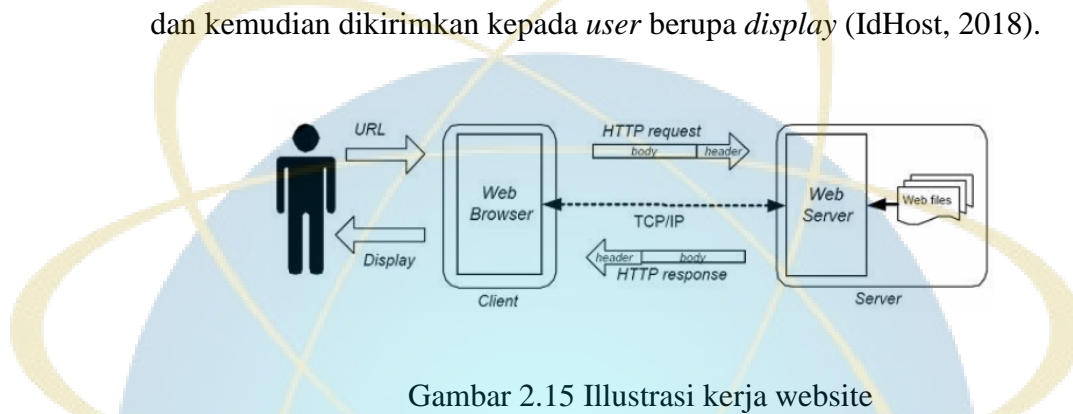 dan kemudian dikirimkan kepada user berupa display (IdHost, 2018).
URL
Display
Web
Browser
Client
HTTP request
body header
TCP/IP
header body
HTTP response
Web
Server
Web files
Server
Gambar 2.15 Illustrasi kerja website